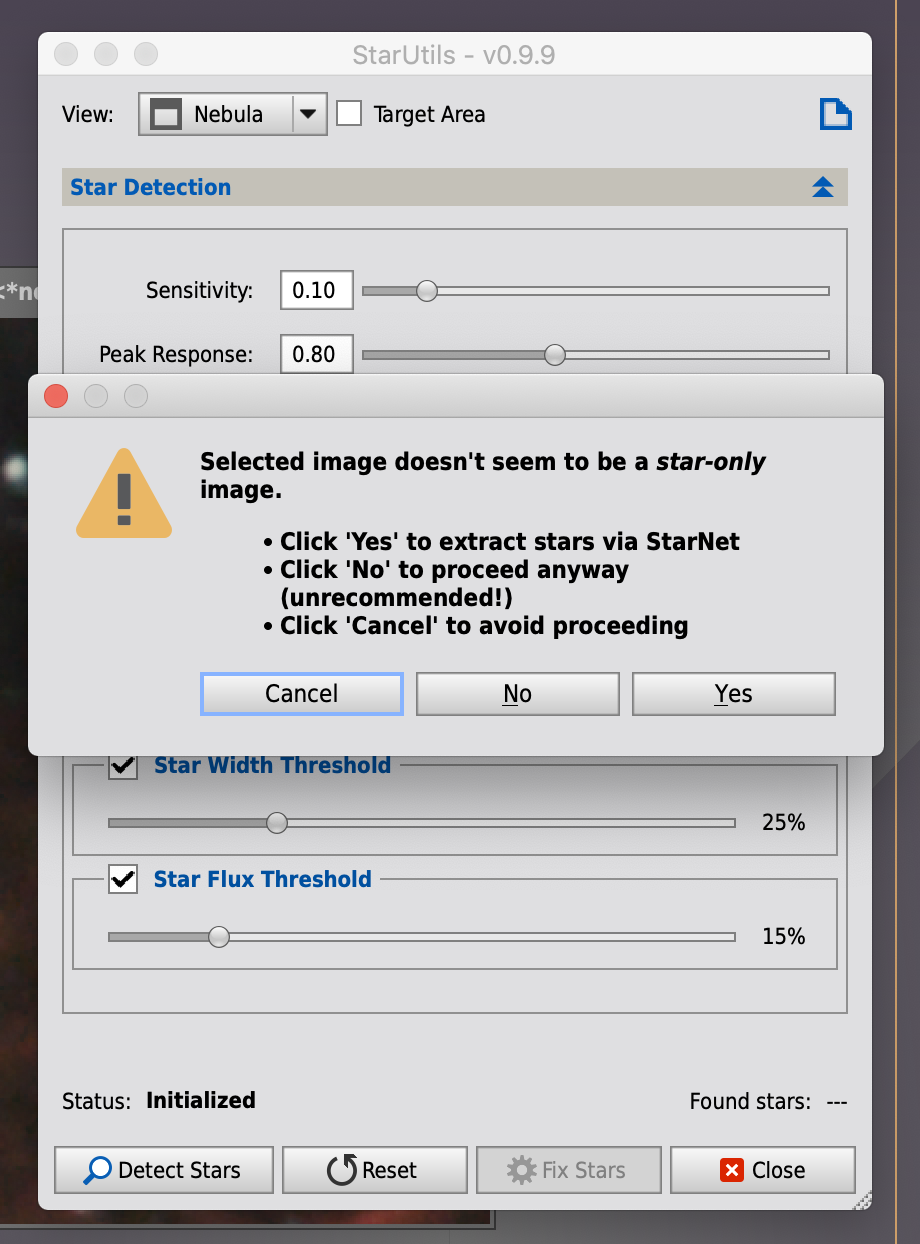 StarUtils - v0.9.9
View: Nebula Target Area
Star Detection
Sensitivity: 0.10
Peak Response: 0.80
Selected image doesn't seem to be a star-only
image.
• Click 'Yes' to extract stars via StarNet
• Click 'No' to proceed anyway
(unrecommended!)
• Click 'Cancel' to avoid proceeding
Cancel No Yes
Star Width Threshold
25%
Star Flux Threshold
15%
Status: Initialized Found stars: ---
Detect Stars Reset Fix Stars Close